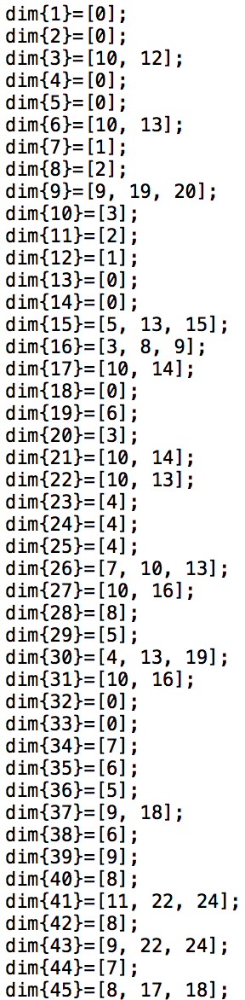 dim{1}=[0];
dim{2}=[0];
dim{3}=[10, 12];
dim{4}=[0];
dim{5}=[0];
dim{6}=[10, 13];
dim{7}=[1];
dim{8}=[2];
dim{9}=[9, 19, 20];
dim{10}=[3];
dim{11}=[2];
dim{12}=[1];
dim{13}=[0];
dim{14}=[0];
dim{15}=[5, 13, 15];
dim{16}=[3, 8, 9];
dim{17}=[10, 14];
dim{18}=[0];
dim{19}=[6];
dim{20}=[3];
dim{21}=[10, 14];
dim{22}=[10, 13];
dim{23}=[4];
dim{24}=[4];
dim{25}=[4];
dim{26}=[7, 10, 13];
dim{27}=[10, 16];
dim{28}=[8];
dim{29}=[5];
dim{30}=[4, 13, 19];
dim{31}=[10, 16];
dim{32}=[0];
dim{33}=[0];
dim{34}=[7];
dim{35}=[6];
dim{36}=[5];
dim{37}=[9, 18];
dim{38}=[6];
dim{39}=[9];
dim{40}=[8];
dim{41}=[11, 22, 24];
dim{42}=[8];
dim{43}=[9, 22, 24];
dim{44}=[7];
dim{45}=[8, 17, 18];